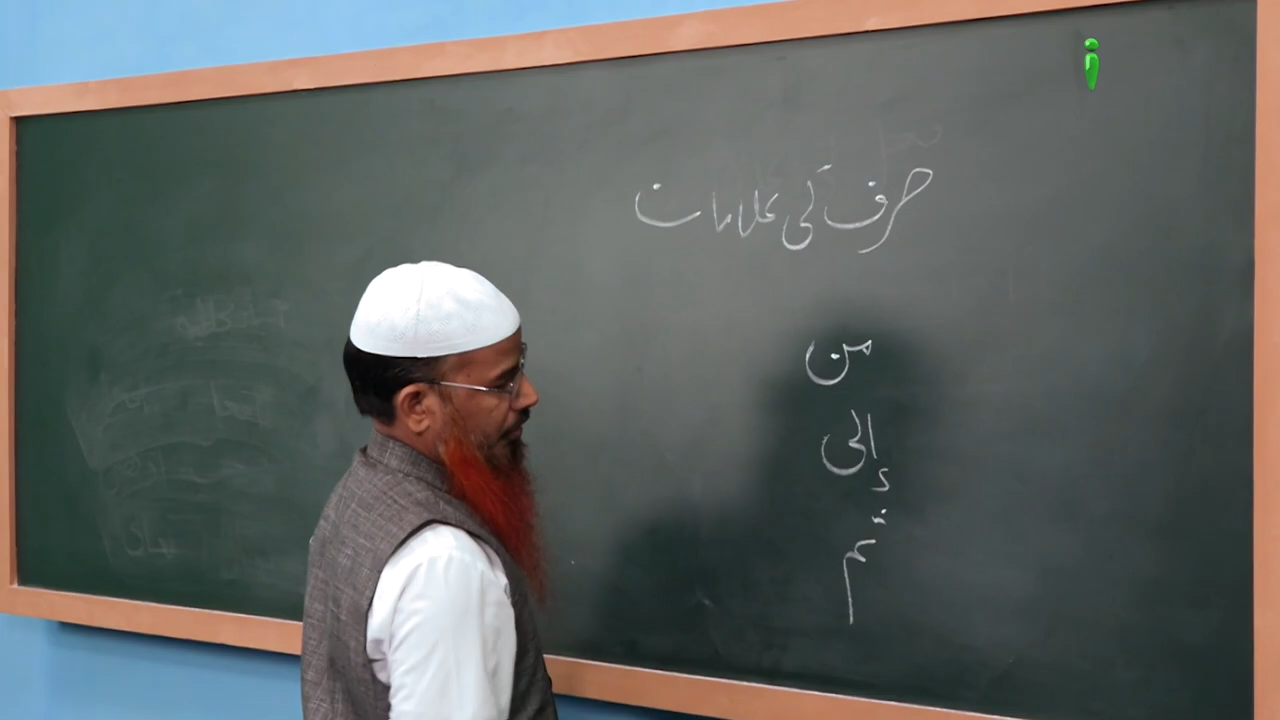 حرف کی علامات
من
إلى
ثم